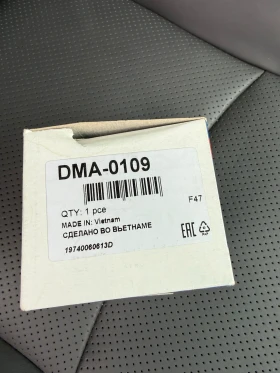 DMA-0109
QTY: 1 pce
F47
MADE IN: Vietnam
СДЕЛАНО ВО ВЬЕТНАМЕ
EAC
19740060613D